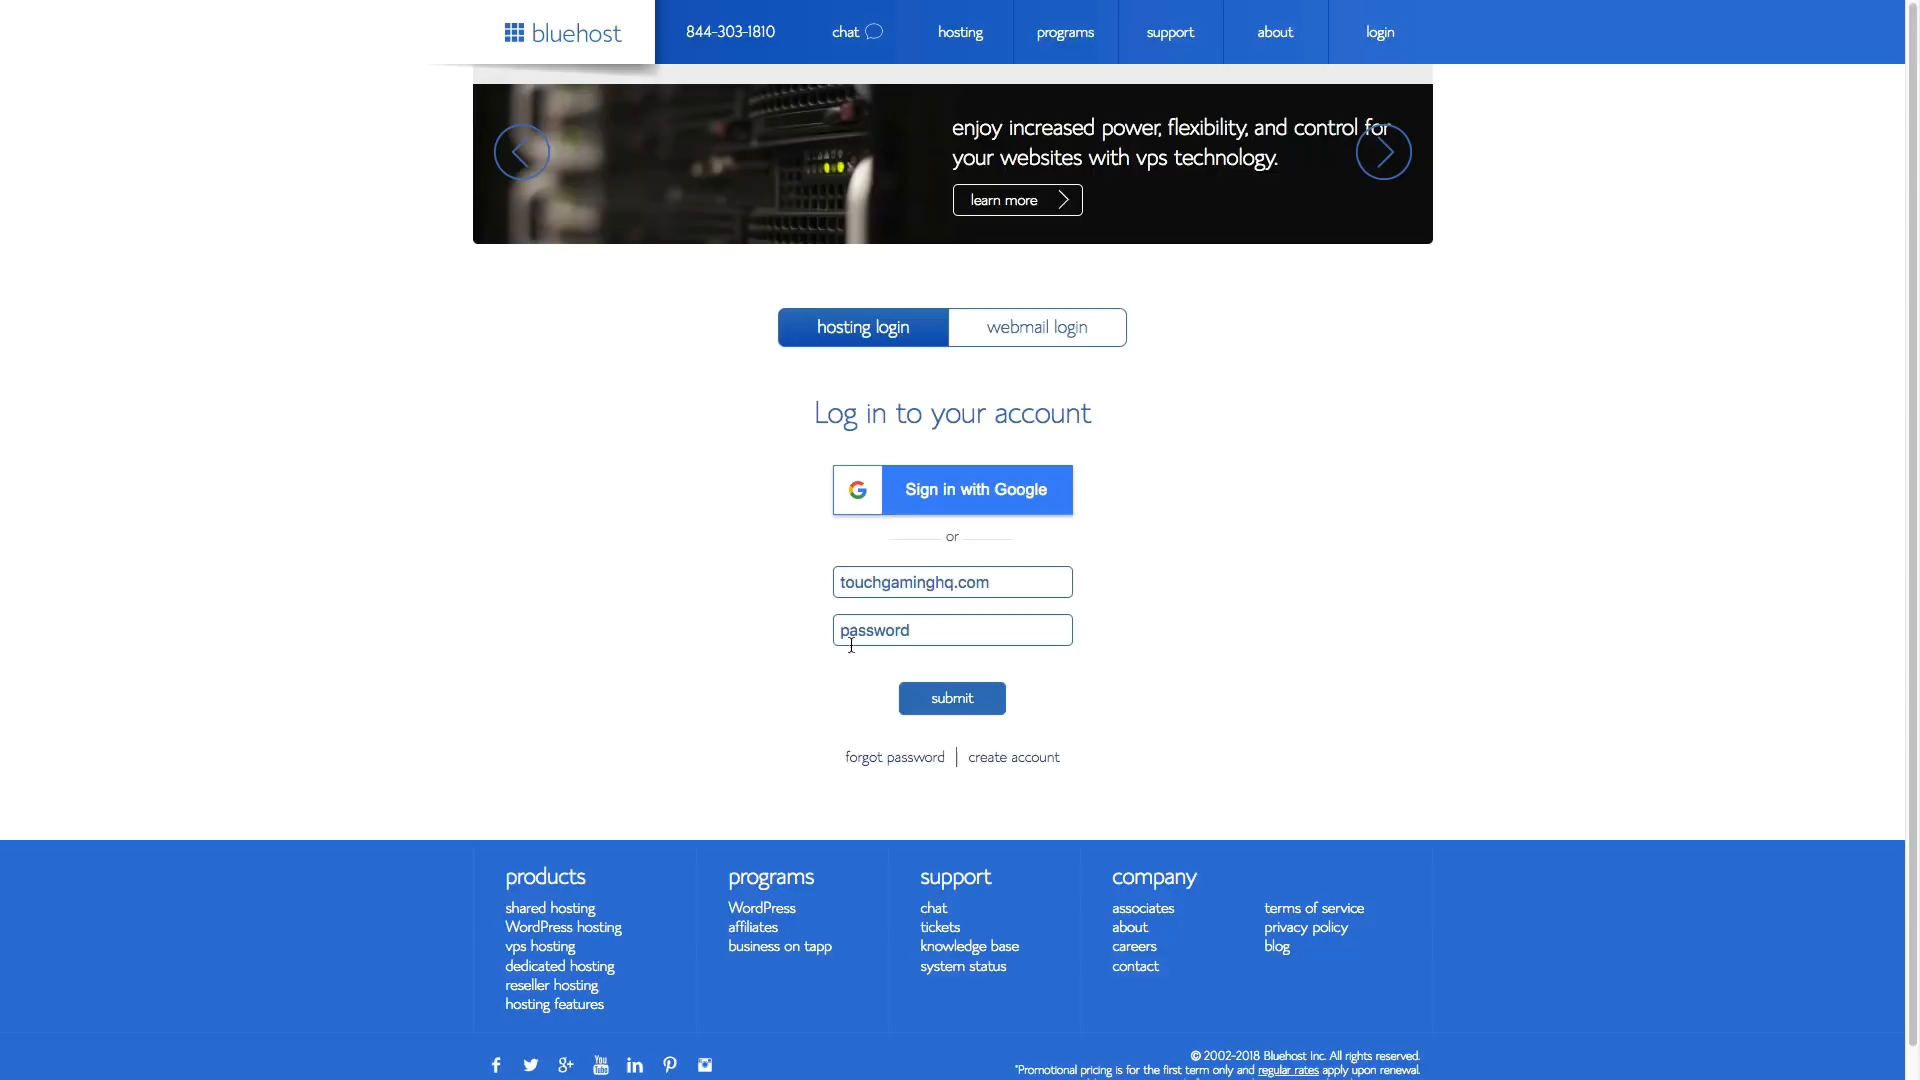 bluehost
844-303-1810
chat
hosting
programs
support
about
login
enjoy increased power, flexibility, and control for
your websites with vps technology.
learn more
hosting login
webmail login
Log in to your account
Sign in with Google
or
touchgaminghq.com
password
submit
forgot password
create account
products
shared hosting
WordPress hosting
vps hosting
dedicated hosting
reseller hosting
hosting features
programs
WordPress
affiliates
business on tapp
support
chat
tickets
knowledge base
system status
company
associates
about
careers
contact
terms of service
privacy policy
blog
© 2002-2018 Bluehost Inc. All rights reserved.
*Promotional pricing is for the first term only and regular rates apply upon renewal.